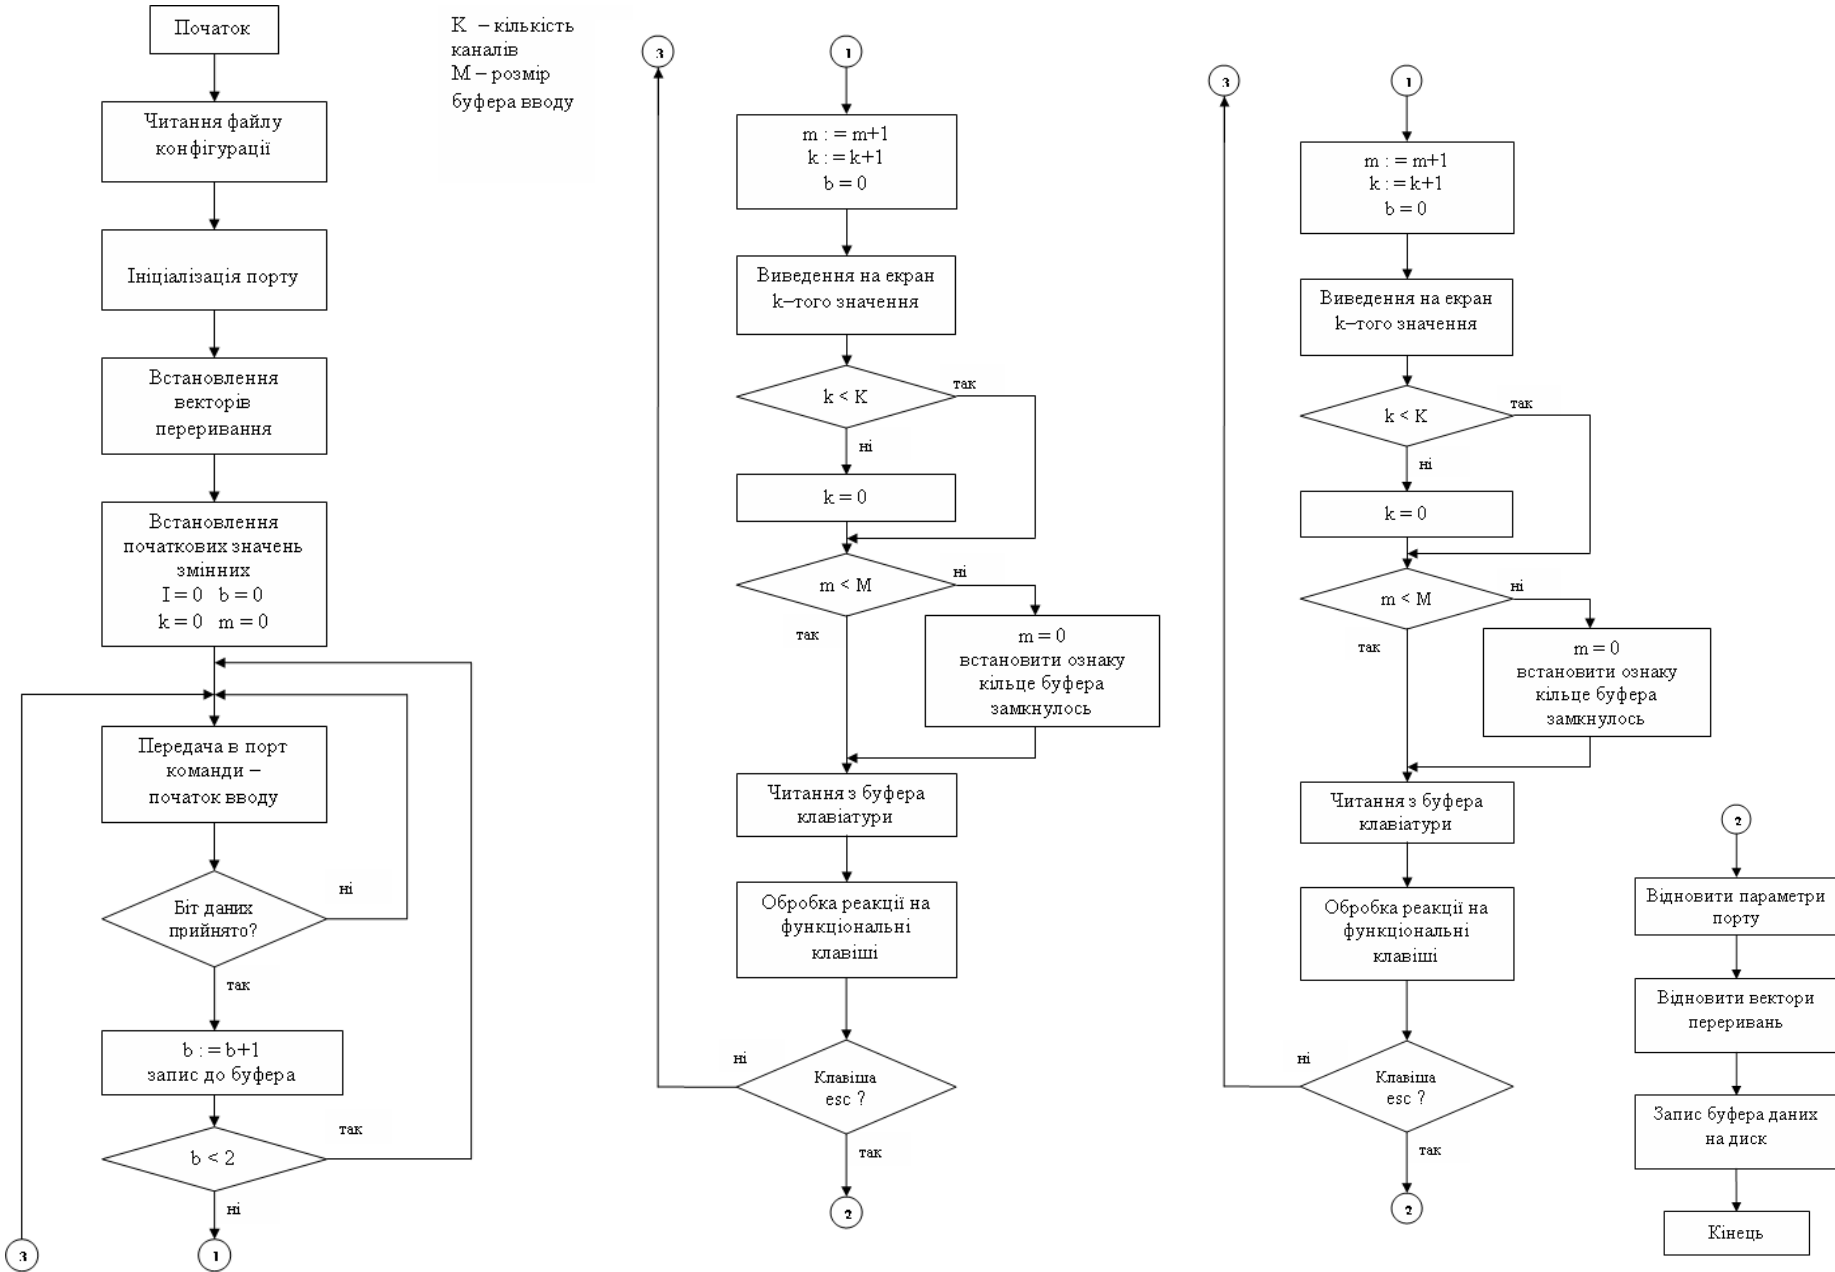 Початок
Читання файлу
конфігурації
Ініціалізація порту
Встановлення
векторів
переривання
Встановлення
початкових значень
змінних
I = 0 b = 0
k = 0 m = 0
Передача в порт
команди –
початок вводу
Біт даних
прийнято?
ні
так
b : = b+1
запис до буфера
b < 2
так
ні
3
1
K – кількість
каналів
M – розмір
буфера вводу
3
1
m : = m+1
k : = k+1
b = 0
Виведення на екран
k–того значення
k < K
так
ні
k = 0
m < M
ні
так
m = 0
встановити ознаку
кільце буфера
замкнулось
Читання з буфера
клавіатури
Обробка реакції на
функціональні
клавіші
ні
Клавіша
esc ?
так
2
3
1
m : = m+1
k : = k+1
b = 0
Виведення на екран
k–того значення
k < K
так
ні
k = 0
m < M
ні
так
m = 0
встановити ознаку
кільце буфера
замкнулось
Читання з буфера
клавіатури
Обробка реакції на
функціональні
клавіші
ні
Клавіша
esc ?
так
2
2
Відновити параметри
порту
Відновити вектори
переривань
Запис буфера даних
на диск
Кінець